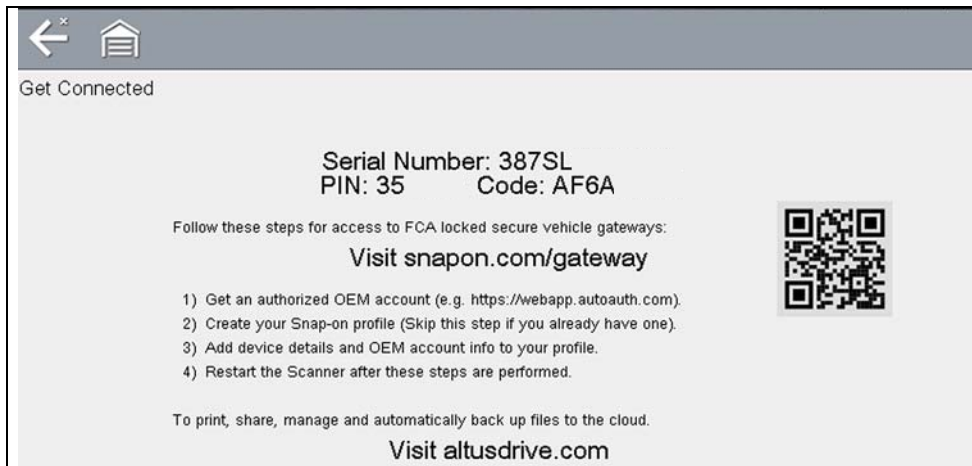 Get Connected
Serial Number: 387SL
PIN: 35 Code: AF6A
Follow these steps for access to FCA locked secure vehicle gateways:
Visit snapon.com/gateway
1) Get an authorized OEM account (e.g. https://webapp.autoauth.com).
2) Create your Snap-on profile (Skip this step if you already have one).
3) Add device details and OEM account info to your profile.
4) Restart the Scanner after these steps are performed.
To print, share, manage and automatically back up files to the cloud.
Visit altusdrive.com